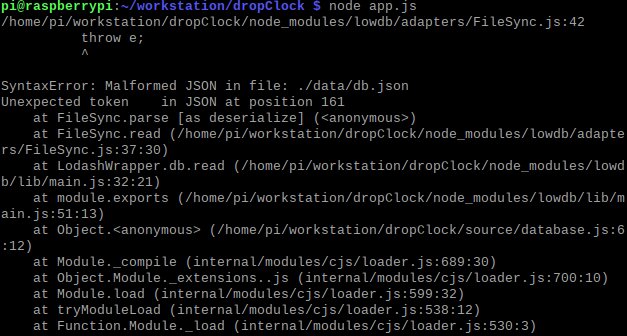 pi@raspberrypi:~/workstation/dropClock $ node app.js
/home/pi/workstation/dropClock/node_modules/lowdb/adapters/FileSync.js:42
throw e;
^
SyntaxError: Malformed JSON in file: ./data/db.json
Unexpected token    in JSON at position 161
at FileSync.parse [as deserialize] (<anonymous>)
at FileSync.read (/home/pi/workstation/dropClock/node_modules/lowdb/adapte
rs/FileSync.js:37:30)
at LodashWrapper.db.read (/home/pi/workstation/dropClock/node_modules/lowd
b/lib/main.js:32:21)
at module.exports (/home/pi/workstation/dropClock/node_modules/lowdb/lib/m
ain.js:51:13)
at Object.<anonymous> (/home/pi/workstation/dropClock/source/database.js:6
:12)
at Module._compile (internal/modules/cjs/loader.js:689:30)
at Object.Module._extensions..js (internal/modules/cjs/loader.js:700:10)
at Module.load (internal/modules/cjs/loader.js:599:32)
at tryModuleLoad (internal/modules/cjs/loader.js:538:12)
at Function.Module._load (internal/modules/cjs/loader.js:530:3)